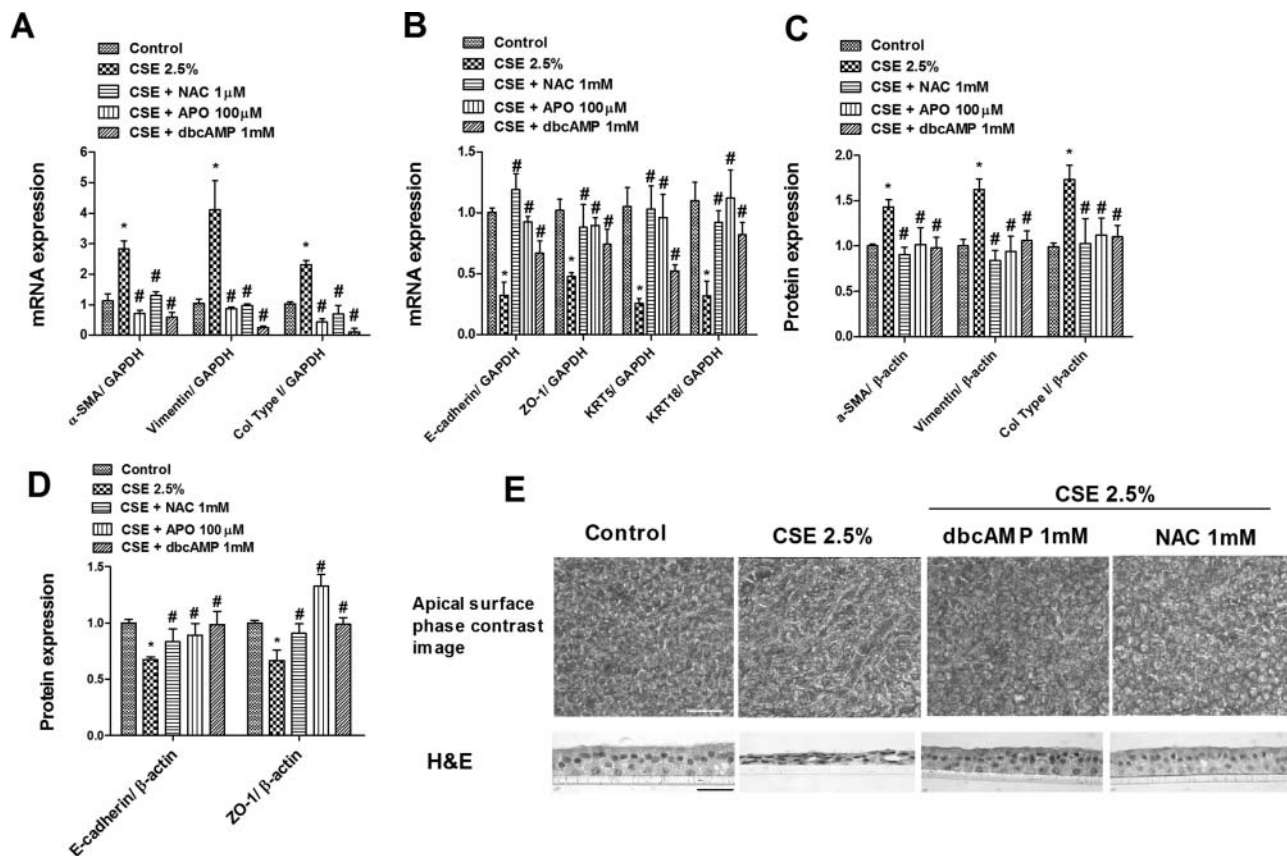 A
Control
CSE 2.5%
CSE + NAC 1μM
CSE + APO 100μM
CSE + dbcAMP 1mM
mRNA expression
6
5
4
3
2
1
0
*
#
#
#
*
#
#
#
*
#
#
#
α-SMA/ GAPDH
Vimentin/ GAPDH
Col Type I/ GAPDH
B
Control
CSE 2.5%
CSE + NAC 1mM
CSE + APO 100μM
CSE + dbcAMP 1mM
mRNA expression
1.5
1.0
0.5
0.0
*
#
#
#
*
#
#
#
*
#
#
#
*
#
#
#
E-cadherin/ GAPDH
ZO-1/ GAPDH
KRT5/ GAPDH
KRT18/ GAPDH
C
Control
CSE 2.5%
CSE + NAC 1mM
CSE + APO 100μM
CSE + dbcAMP 1mM
Protein expression
2.0
1.5
1.0
0.5
0.0
*
#
#
#
*
#
#
#
*
#
#
#
a-SMA/ β-actin
Vimentin/ β-actin
Col Type I/ β-actin
D
Control
CSE 2.5%
CSE + NAC 1mM
CSE + APO 100μM
CSE + dbcAMP 1mM
Protein expression
1.5
1.0
0.5
0.0
*
#
#
#
*
#
#
#
E-cadherin/ β-actin
ZO-1/ β-actin
E
CSE 2.5%
Control
CSE 2.5%
dbcAMP 1mM
NAC 1mM
Apical surface
phase contrast
image
H&E